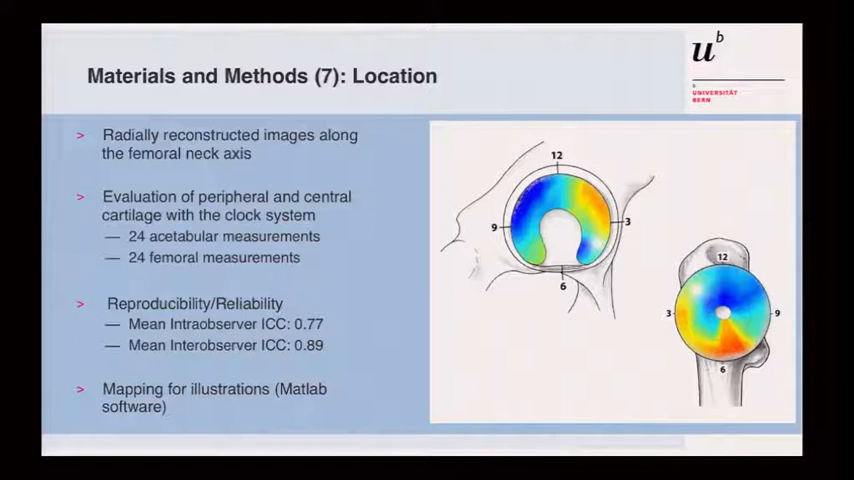 Materials and Methods (7): Location
u^b
b
UNIVERSITÄT
BERN
> Radially reconstructed images along
the femoral neck axis
> Evaluation of peripheral and central
cartilage with the clock system
— 24 acetabular measurements
— 24 femoral measurements
> Reproducibility/Reliability
— Mean Intraobserver ICC: 0.77
— Mean Interobserver ICC: 0.89
> Mapping for illustrations (Matlab
software)
12
9
3
6
12
3
9
6